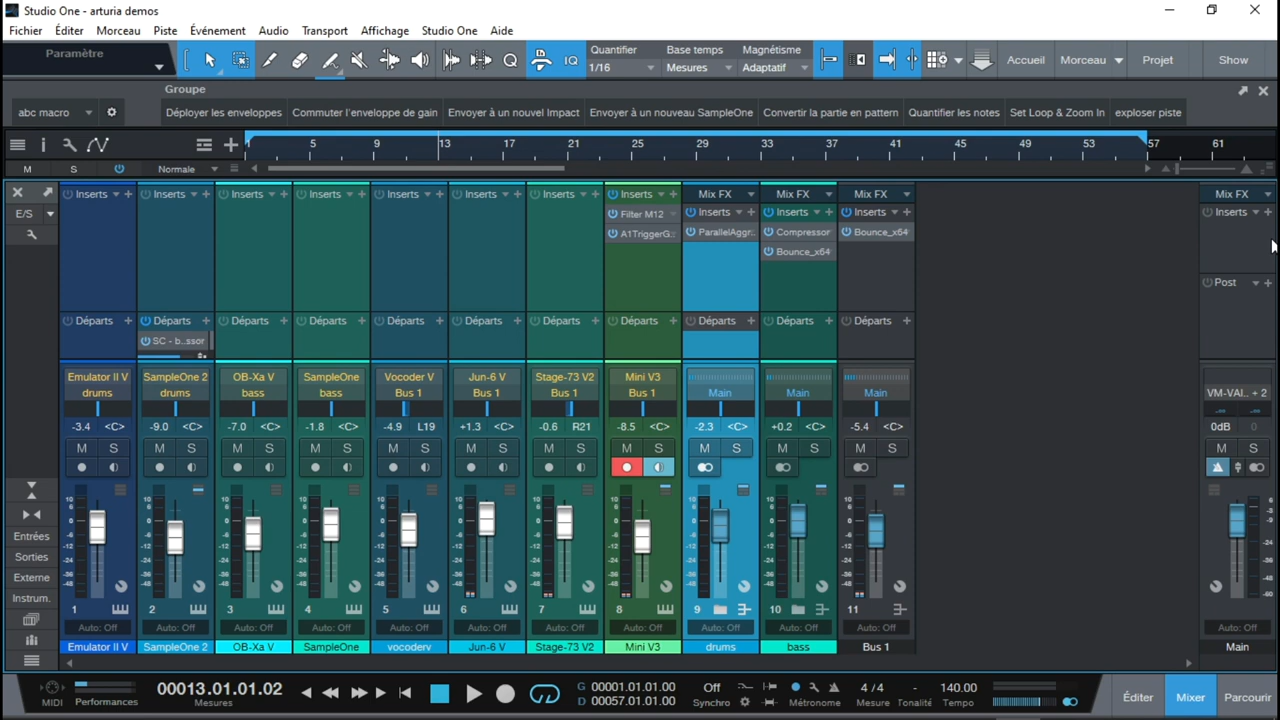 Studio One - arturia demos
Fichier Éditer Morceau Piste Événement Audio Transport Affichage Studio One Aide
Paramètre
IQ
Quantifier Base temps Magnétisme
1/16 Mesures Adaptatif
Accueil Morceau Projet Show
Groupe
abc macro Déployer les enveloppes Commuter l'enveloppe de gain Envoyer à un nouvel Impact Envoyer à un nouveau SampleOne Convertir la partie en pattern Quantifier les notes Set Loop & Zoom In exploser piste
5 9 13 17 21 25 29 33 37 41 45 49 53 57 61
M S Normale
Inserts Inserts Inserts Inserts Inserts Inserts Inserts Inserts Mix FX Mix FX Mix FX Mix FX
E/S Filter M12 Inserts Inserts Inserts Inserts
A1TriggerG.. ParallelAggr.. Compressor Bounce_x64
Bounce_x64
Post
Départs Départs Départs Départs Départs Départs Départs Départs Départs Départs Départs
SC - b..ssor
Emulator II V SampleOne 2 OB-Xa V SampleOne Vocoder V Jun-6 V Stage-73 V2 Mini V3
drums drums bass bass Bus 1 Bus 1 Bus 1 Bus 1 Main Main Main VM-VAI.. + 2
-3.4 <C> -9.0 <C> -7.0 <C> -1.8 <C> -4.9 L19 +1.3 <C> -0.6 R21 -8.5 <C> -2.3 <C> +0.2 <C> -5.4 <C> 0dB 0
M S M S M S M S M S M S M S M S M S M S M S M S
Entrées
Sorties
Externe
Instrum.
1 2 3 4 5 6 7 8 9 10 11
Auto: Off Auto: Off Auto: Off Auto: Off Auto: Off Auto: Off Auto: Off Auto: Off Auto: Off Auto: Off Auto: Off Auto: Off
Emulator II V SampleOne 2 OB-Xa V SampleOne vocoderv Jun-6 V Stage-73 V2 Mini V3 drums bass Bus 1 Main
MIDI Performances
00013.01.01.02
Mesures
G 00001.01.01.00
D 00057.01.01.00
Off
Synchro
Métronome
4 / 4
Mesure
-
Tonalité
140.00
Tempo
Éditer Mixer Parcourir